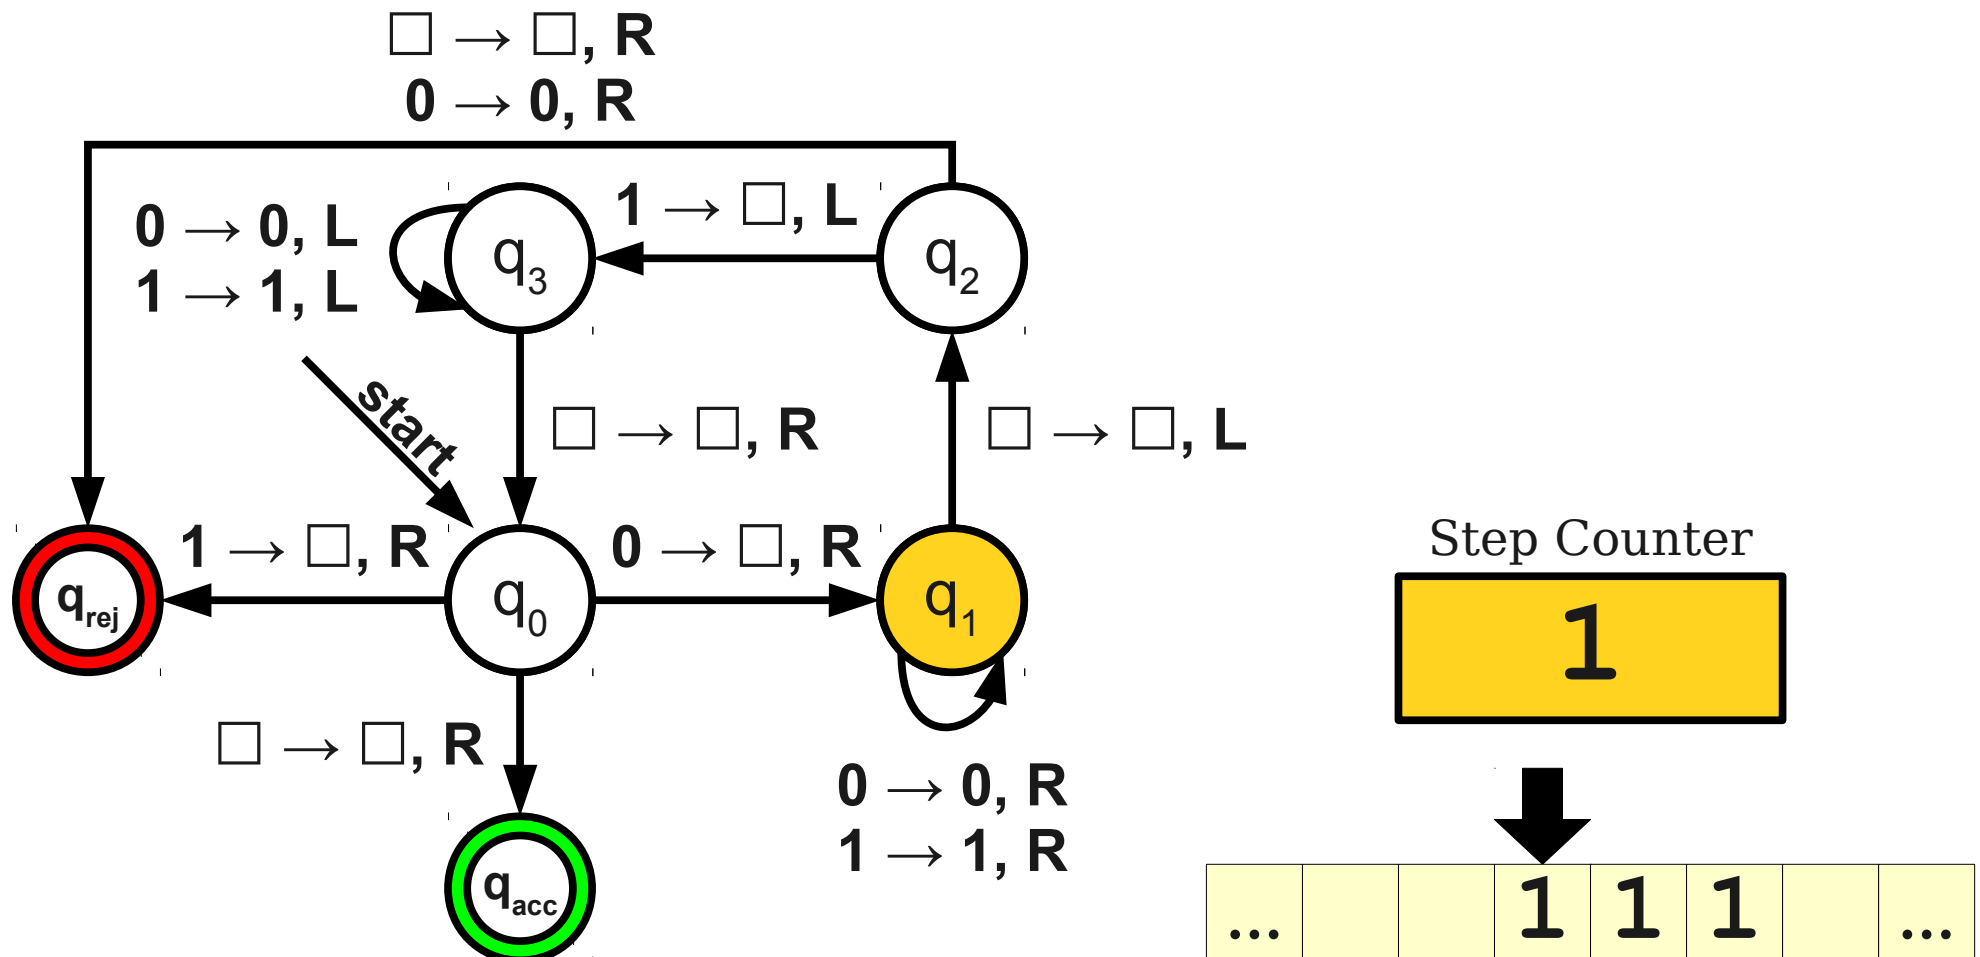 □ → □, R
0 → 0, R
0 → 0, L
1 → 1, L
1 → □, L
q3
q2
start
□ → □, R
□ → □, L
1 → □, R
0 → □, R
qrej
q0
q1
□ → □, R
0 → 0, R
1 → 1, R
qacc
Step Counter
1
... 1 1 1 ...